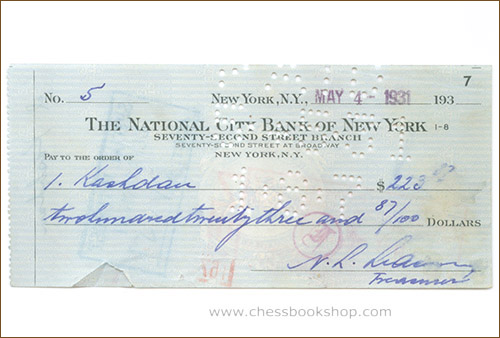 7
No. 5 New York, N.Y., MAY 4 - 1931 193
The National City Bank of New York 1-8
SEVENTY-SECOND STREET BRANCH
SEVENTY-SECOND STREET AT BROADWAY
PAY TO THE ORDER OF NEW YORK, N.Y.
I. Kashdan $223
two hundred twenty three and 87/100 DOLLARS
Treasurer
www.chessbookshop.com